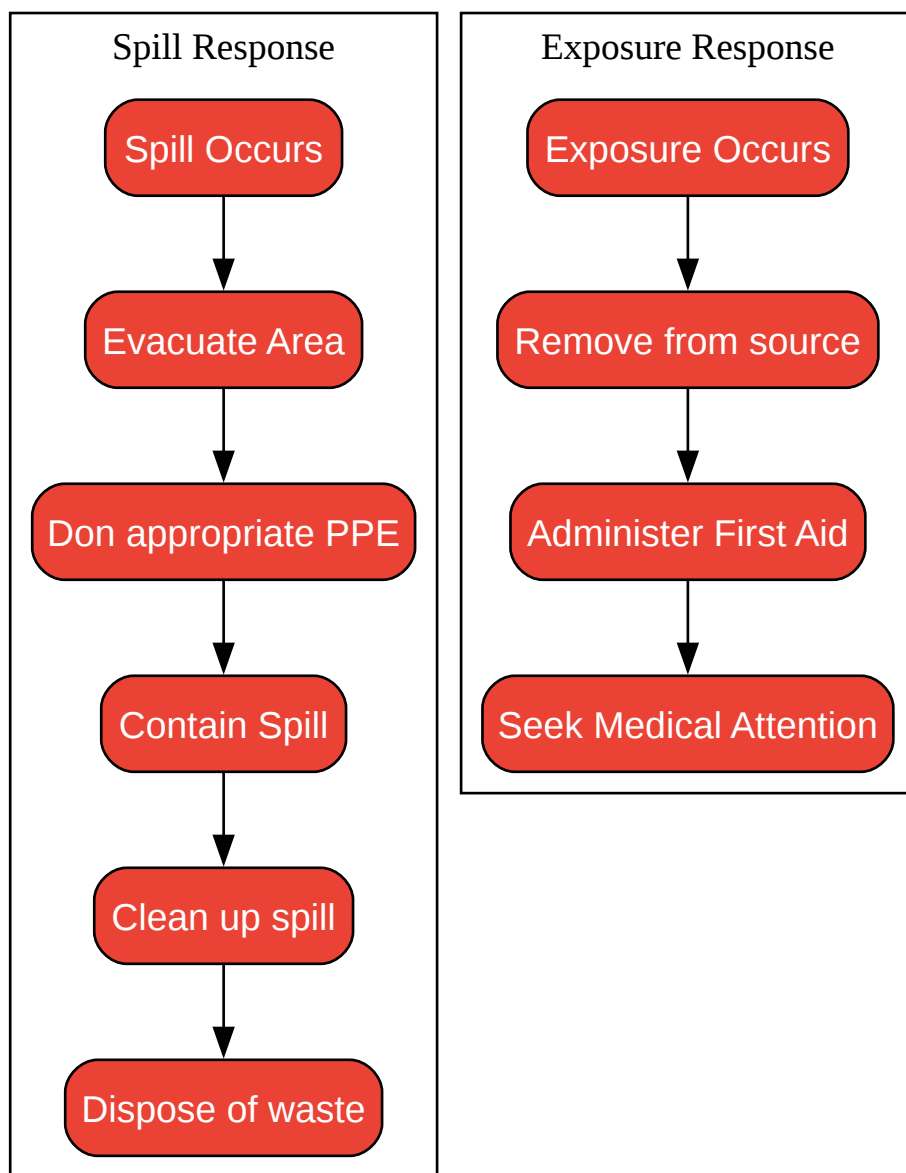 Spill Response
Spill Occurs
Evacuate Area
Don appropriate PPE
Contain Spill
Clean up spill
Dispose of waste
Exposure Response
Exposure Occurs
Remove from source
Administer First Aid
Seek Medical Attention